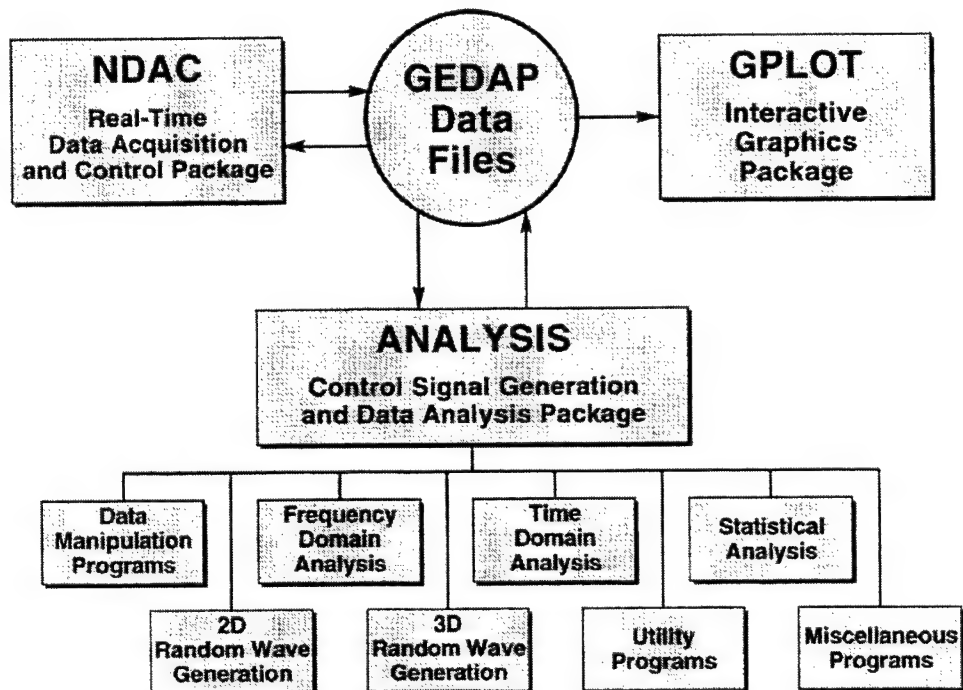 NDAC
Real-Time
Data Acquisition
and Control Package
GEDAP
Data
Files
GPLOT
Interactive
Graphics
Package
ANALYSIS
Control Signal Generation
and Data Analysis Package
Data
Manipulation
Programs
Frequency
Domain
Analysis
Time
Domain
Analysis
Statistical
Analysis
2D
Random Wave
Generation
3D
Random Wave
Generation
Utility
Programs
Miscellaneous
Programs